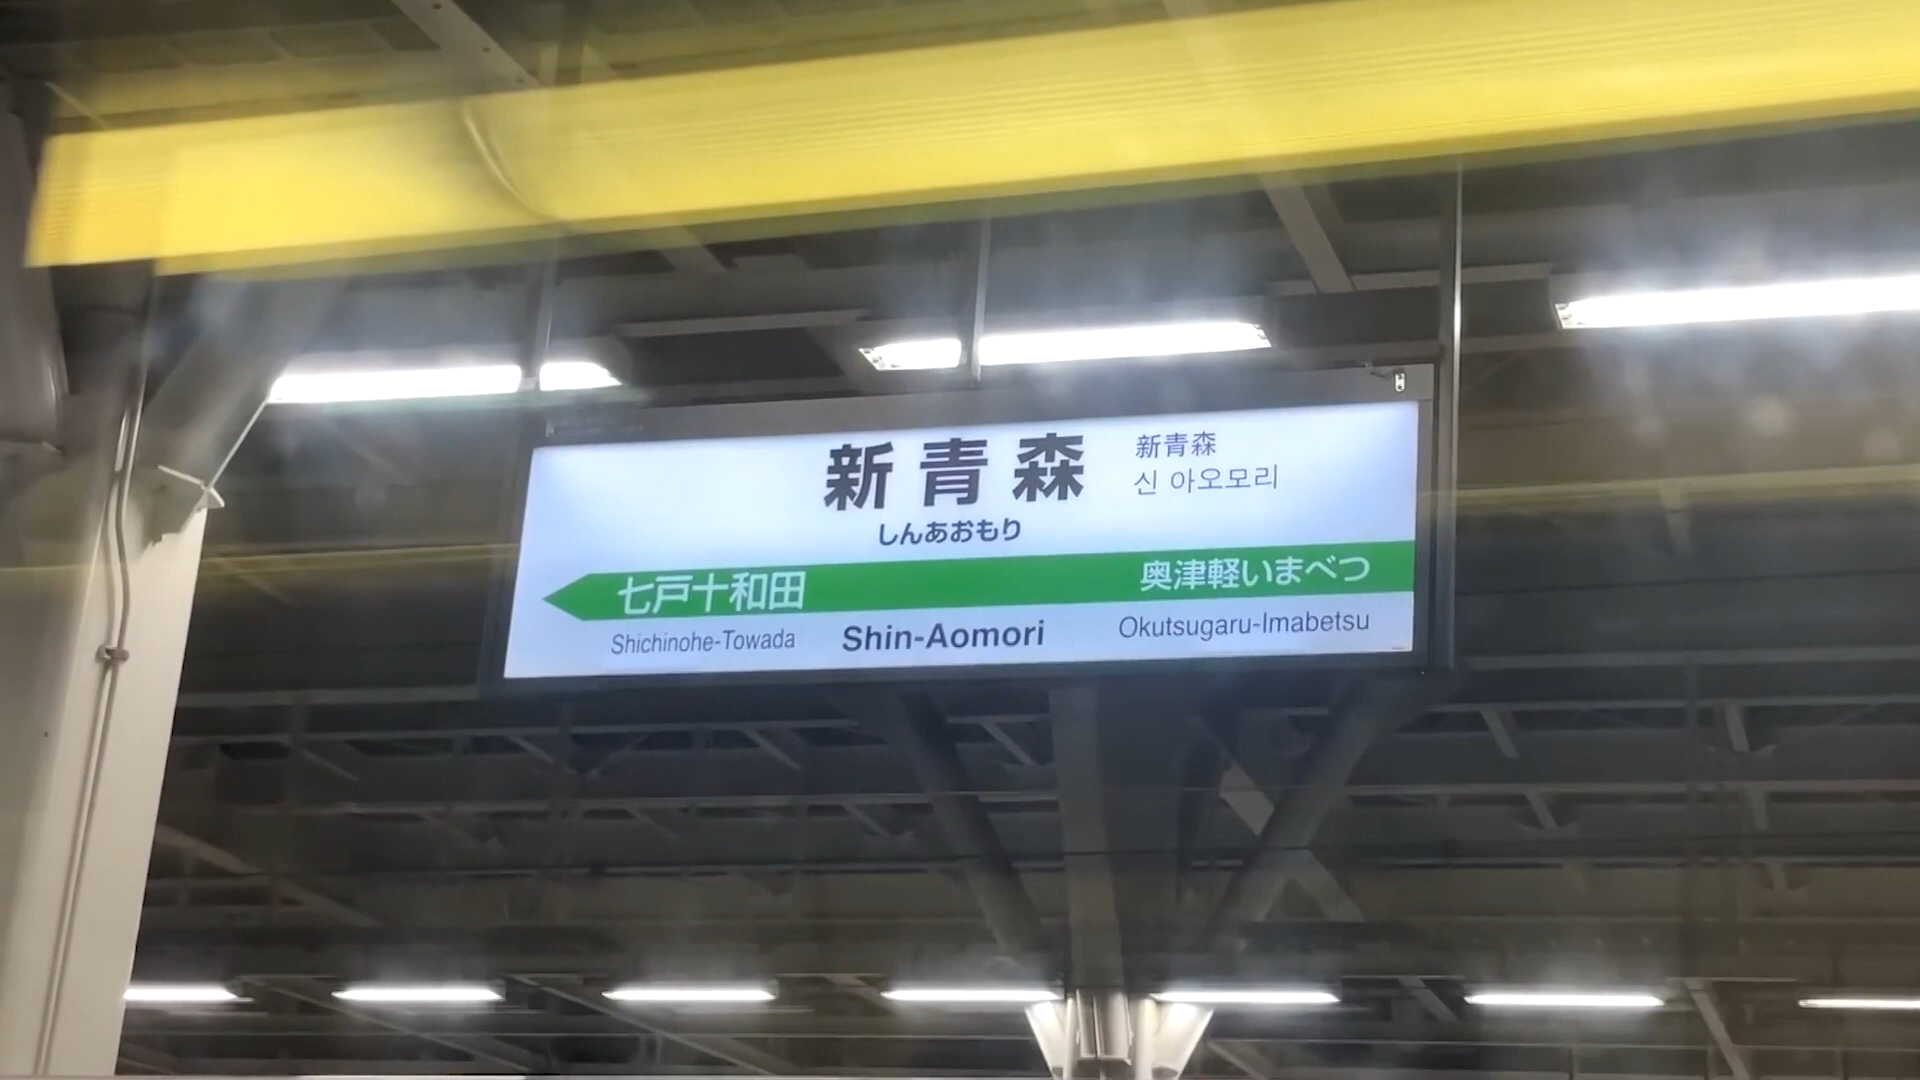 新青森
新青森
신 아오모리
しんあおもり
七戸十和田
奥津軽いまべつ
Shichinohe-Towada
Shin-Aomori
Okutsugaru-Imabetsu